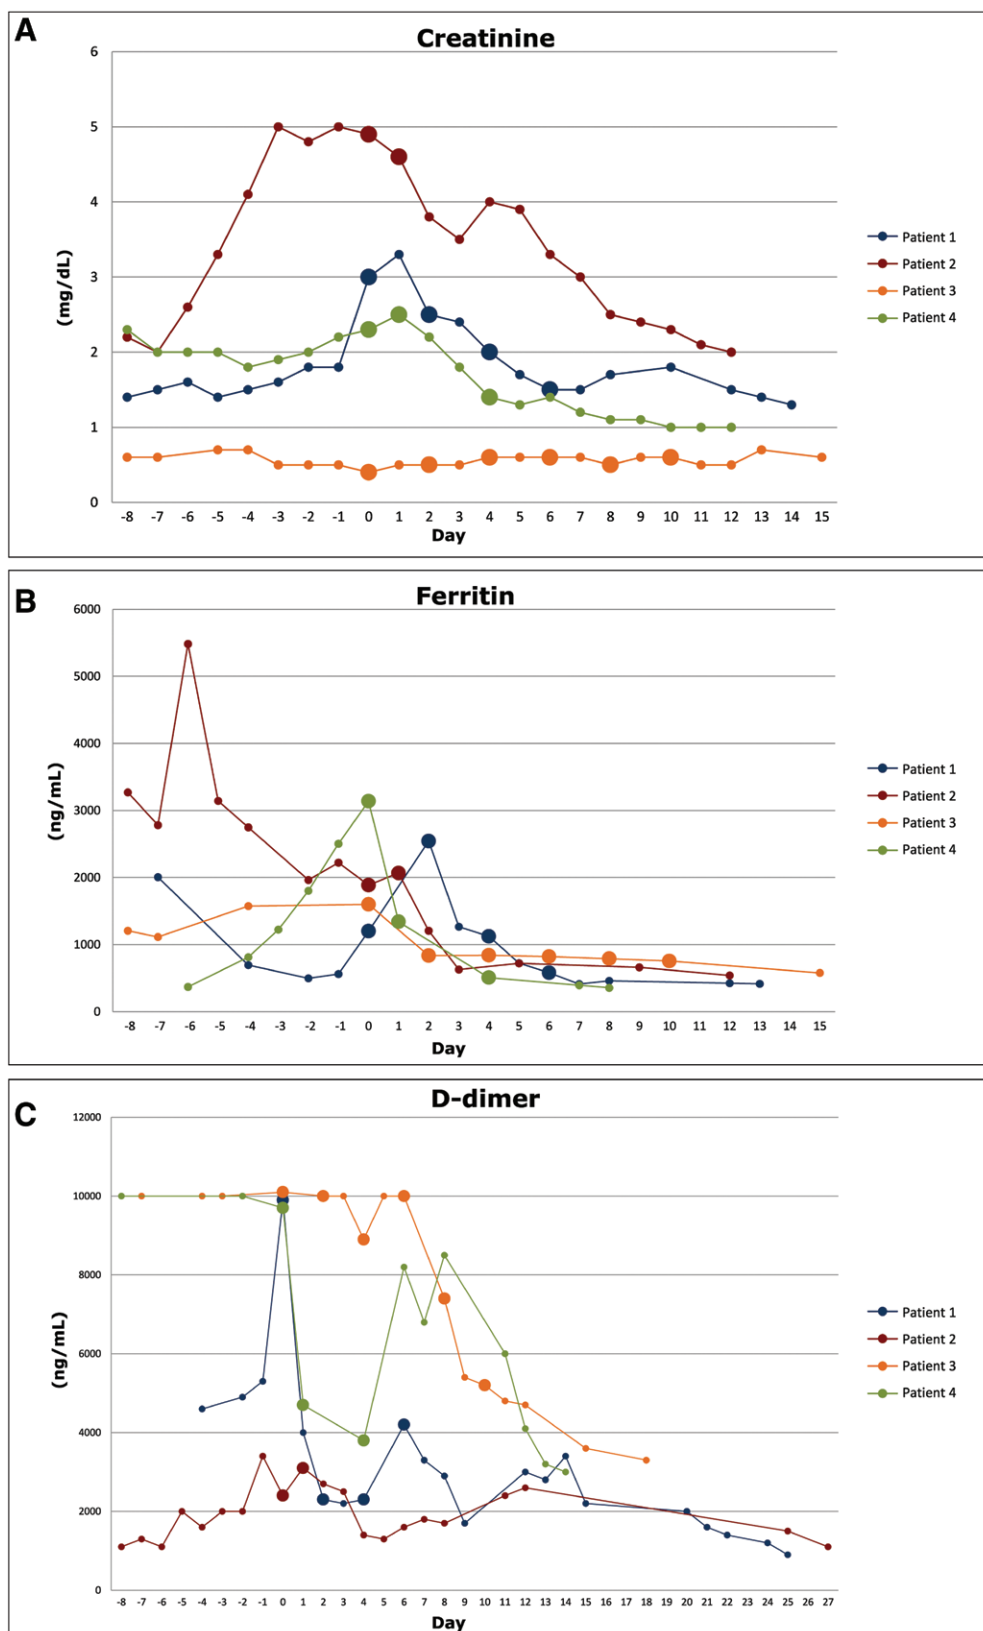 A
Creatinine
6
5
4
3
2
1
0
(mg/dL)
-8 -7 -6 -5 -4 -3 -2 -1 0 1 2 3 4 5 6 7 8 9 10 11 12 13 14 15
Day
Patient 1
Patient 2
Patient 3
Patient 4
B
Ferritin
6000
5000
4000
3000
2000
1000
0
(ng/mL)
-8 -7 -6 -5 -4 -3 -2 -1 0 1 2 3 4 5 6 7 8 9 10 11 12 13 14 15
Day
Patient 1
Patient 2
Patient 3
Patient 4
C
D-dimer
12000
10000
8000
6000
4000
2000
0
(ng/mL)
-8 -7 -6 -5 -4 -3 -2 -1 0 1 2 3 4 5 6 7 8 9 10 11 12 13 14 15 16 17 18 19 20 21 22 23 24 25 26 27
Day
Patient 1
Patient 2
Patient 3
Patient 4